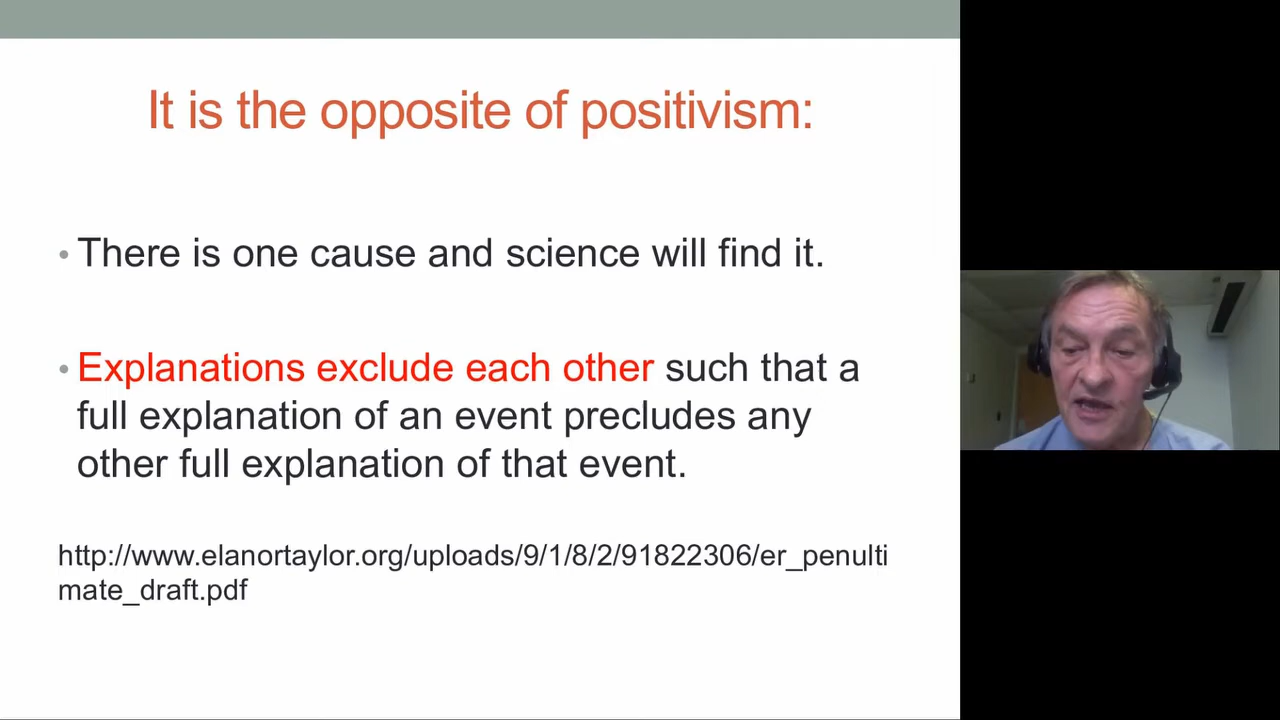 It is the opposite of positivism:
• There is one cause and science will find it.
• Explanations exclude each other such that a
full explanation of an event precludes any
other full explanation of that event.
http://www.elanortaylor.org/uploads/9/1/8/2/91822306/er_penulti
mate_draft.pdf